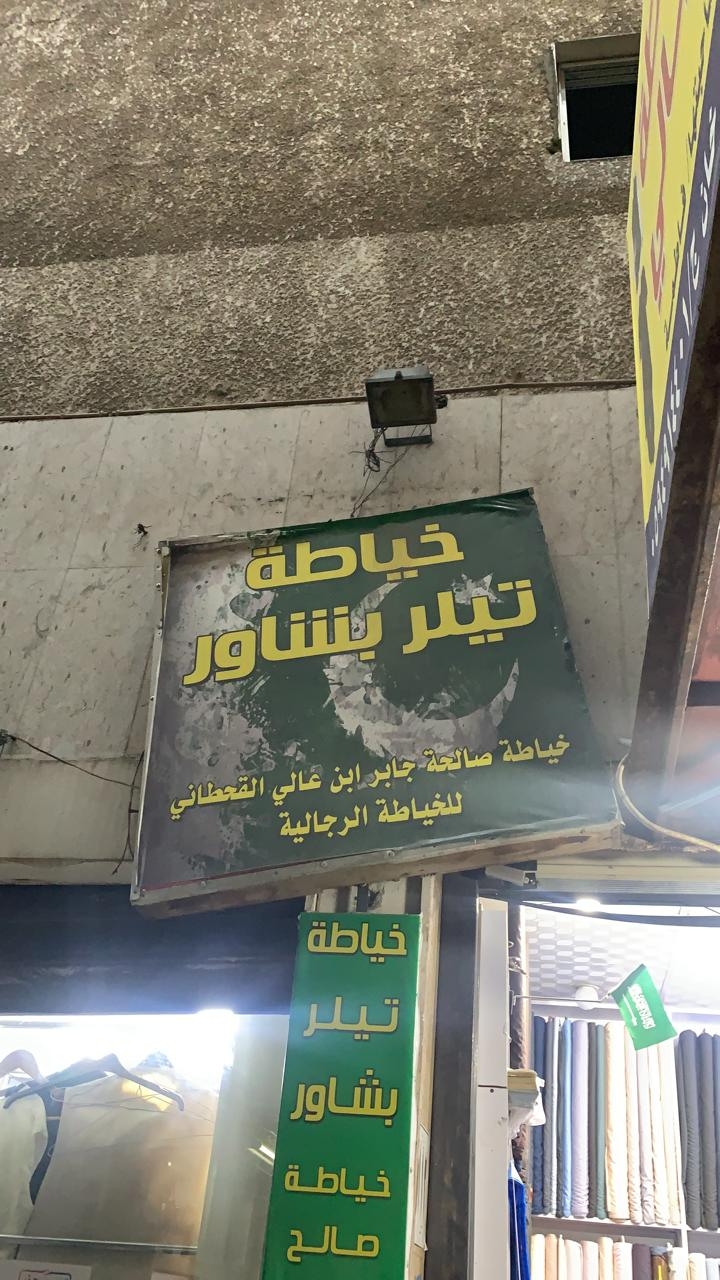 خياطة
تيلر بشاور
خياطة صالحة جابر ابن عالي القحطاني
للخياطة الرجالية
خياطة
تيلر
بشاور
خياطة
صالح